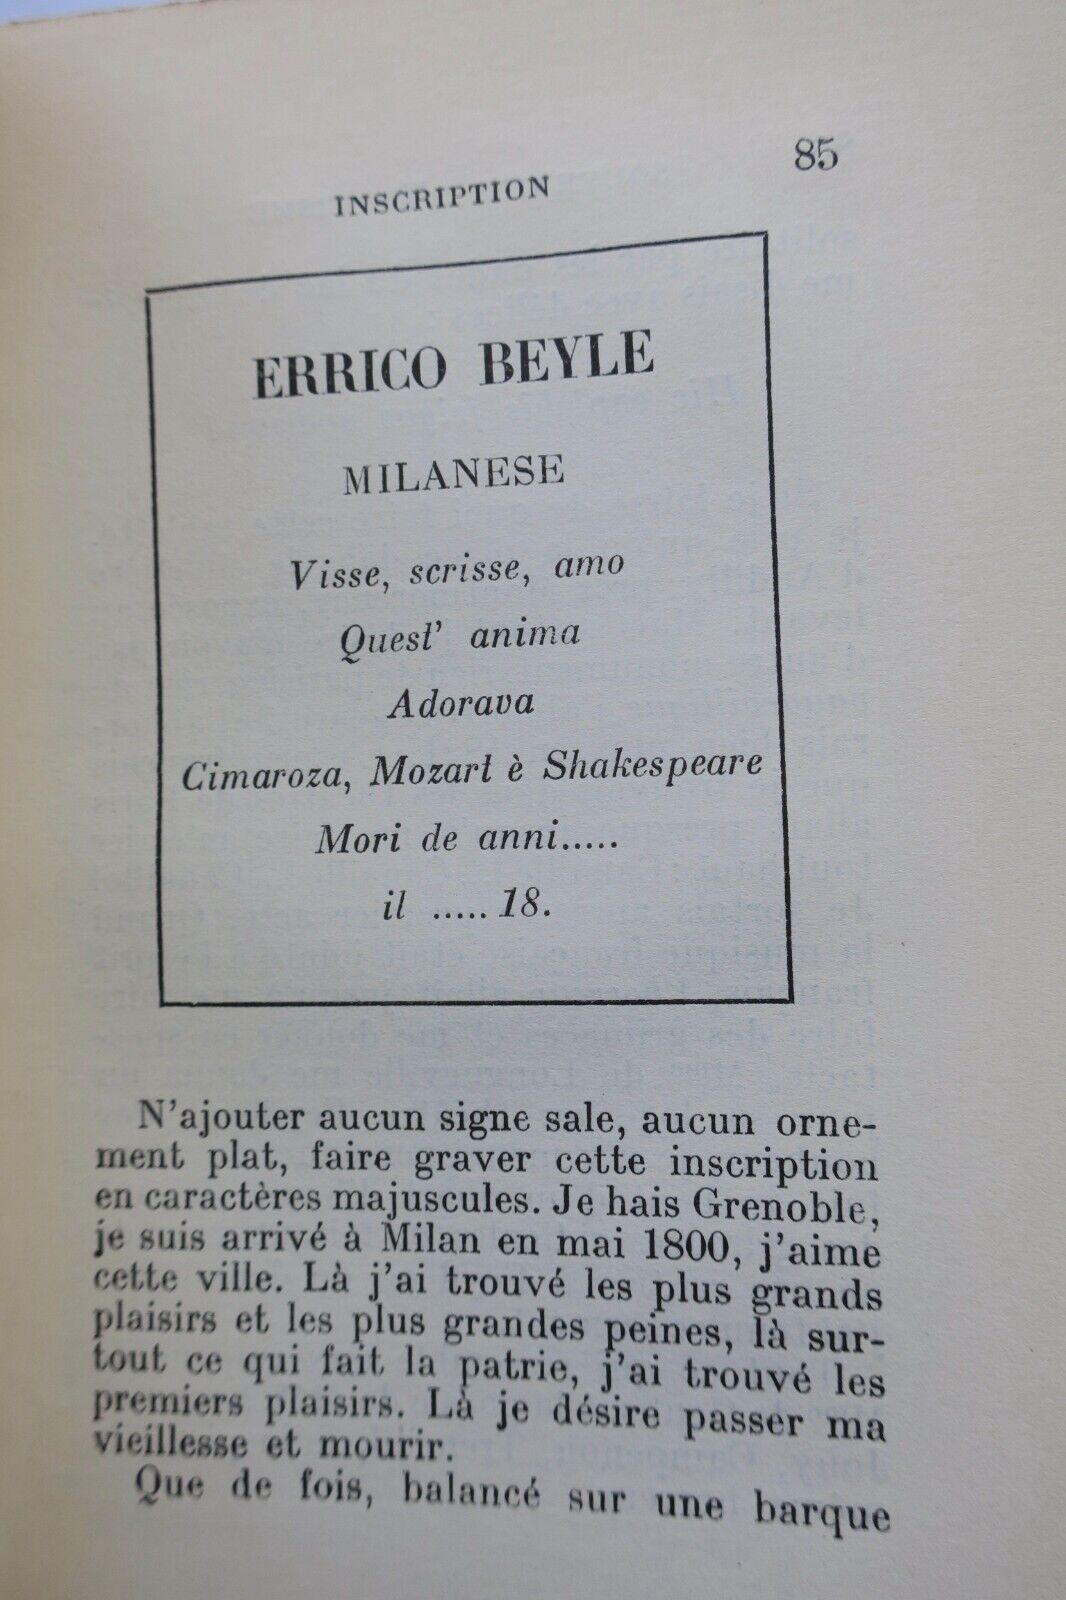 85
INSCRIPTION
ERRICO BEYLE
MILANESE
Visse, scrisse, amo
Quest' anima
Adorava
Cimaroza, Mozart è Shakespeare
Mori de anni.....
il .....18.
N'ajouter aucun signe sale, aucun orne-
ment plat, faire graver cette inscription
en caractères majuscules. Je hais Grenoble,
je suis arrivé à Milan en mai 1800, j'aime
cette ville. Là j'ai trouvé les plus grands
plaisirs et les plus grandes peines, là sur-
tout ce qui fait la patrie, j'ai trouvé les
premiers plaisirs. Là je désire passer ma
vieillesse et mourir.
Que de fois, balancé sur une barque